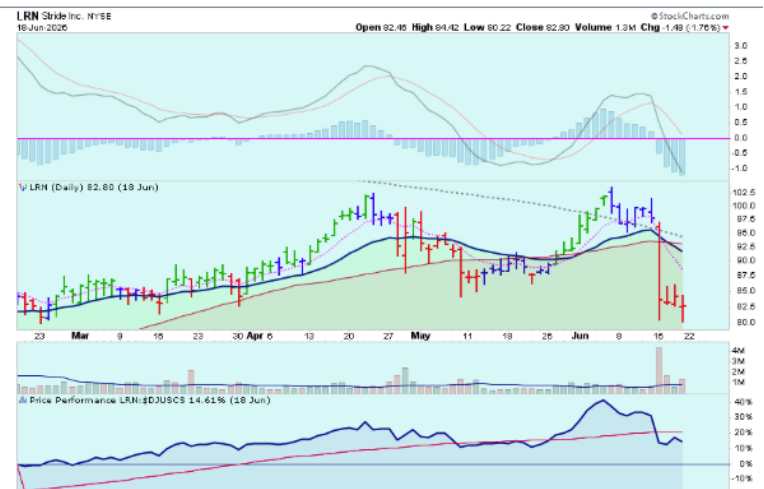 LRN Stride Inc. NYSE
© StockCharts.com
18-Jun-2026
Open 82.46 High 84.42 Low 80.22 Close 82.80 Volume 1.3M Chg -1.48 (-1.76%)
3.0
2.5
2.0
1.5
1.0
0.5
0.0
-0.5
-1.0
LRN (Daily) 82.80 (18 Jun)
102.5
100.0
97.5
95.0
92.5
90.0
87.5
85.0
82.5
80.0
23 Mar 9 16 23 30 Apr 6 13 20 27 May 11 18 26 Jun 8 15 22
4M
3M
2M
1M
Price Performance LRN:$DJUSCS 14.61% (18 Jun)
40%
30%
20%
10%
0%
-10%